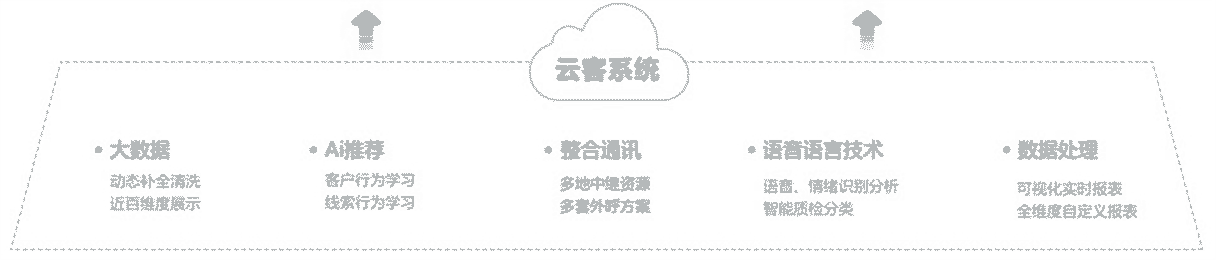 云客系统
• 大数据
动态补全清洗
近百维度展示
• Ai推荐
客户行为学习
线索行为学习
• 整合通讯
多地中继资源
多套外呼方案
• 语音语言技术
语音、情绪识别分析
智能质检分类
• 数据处理
可视化实时报表
全维度自定义报表